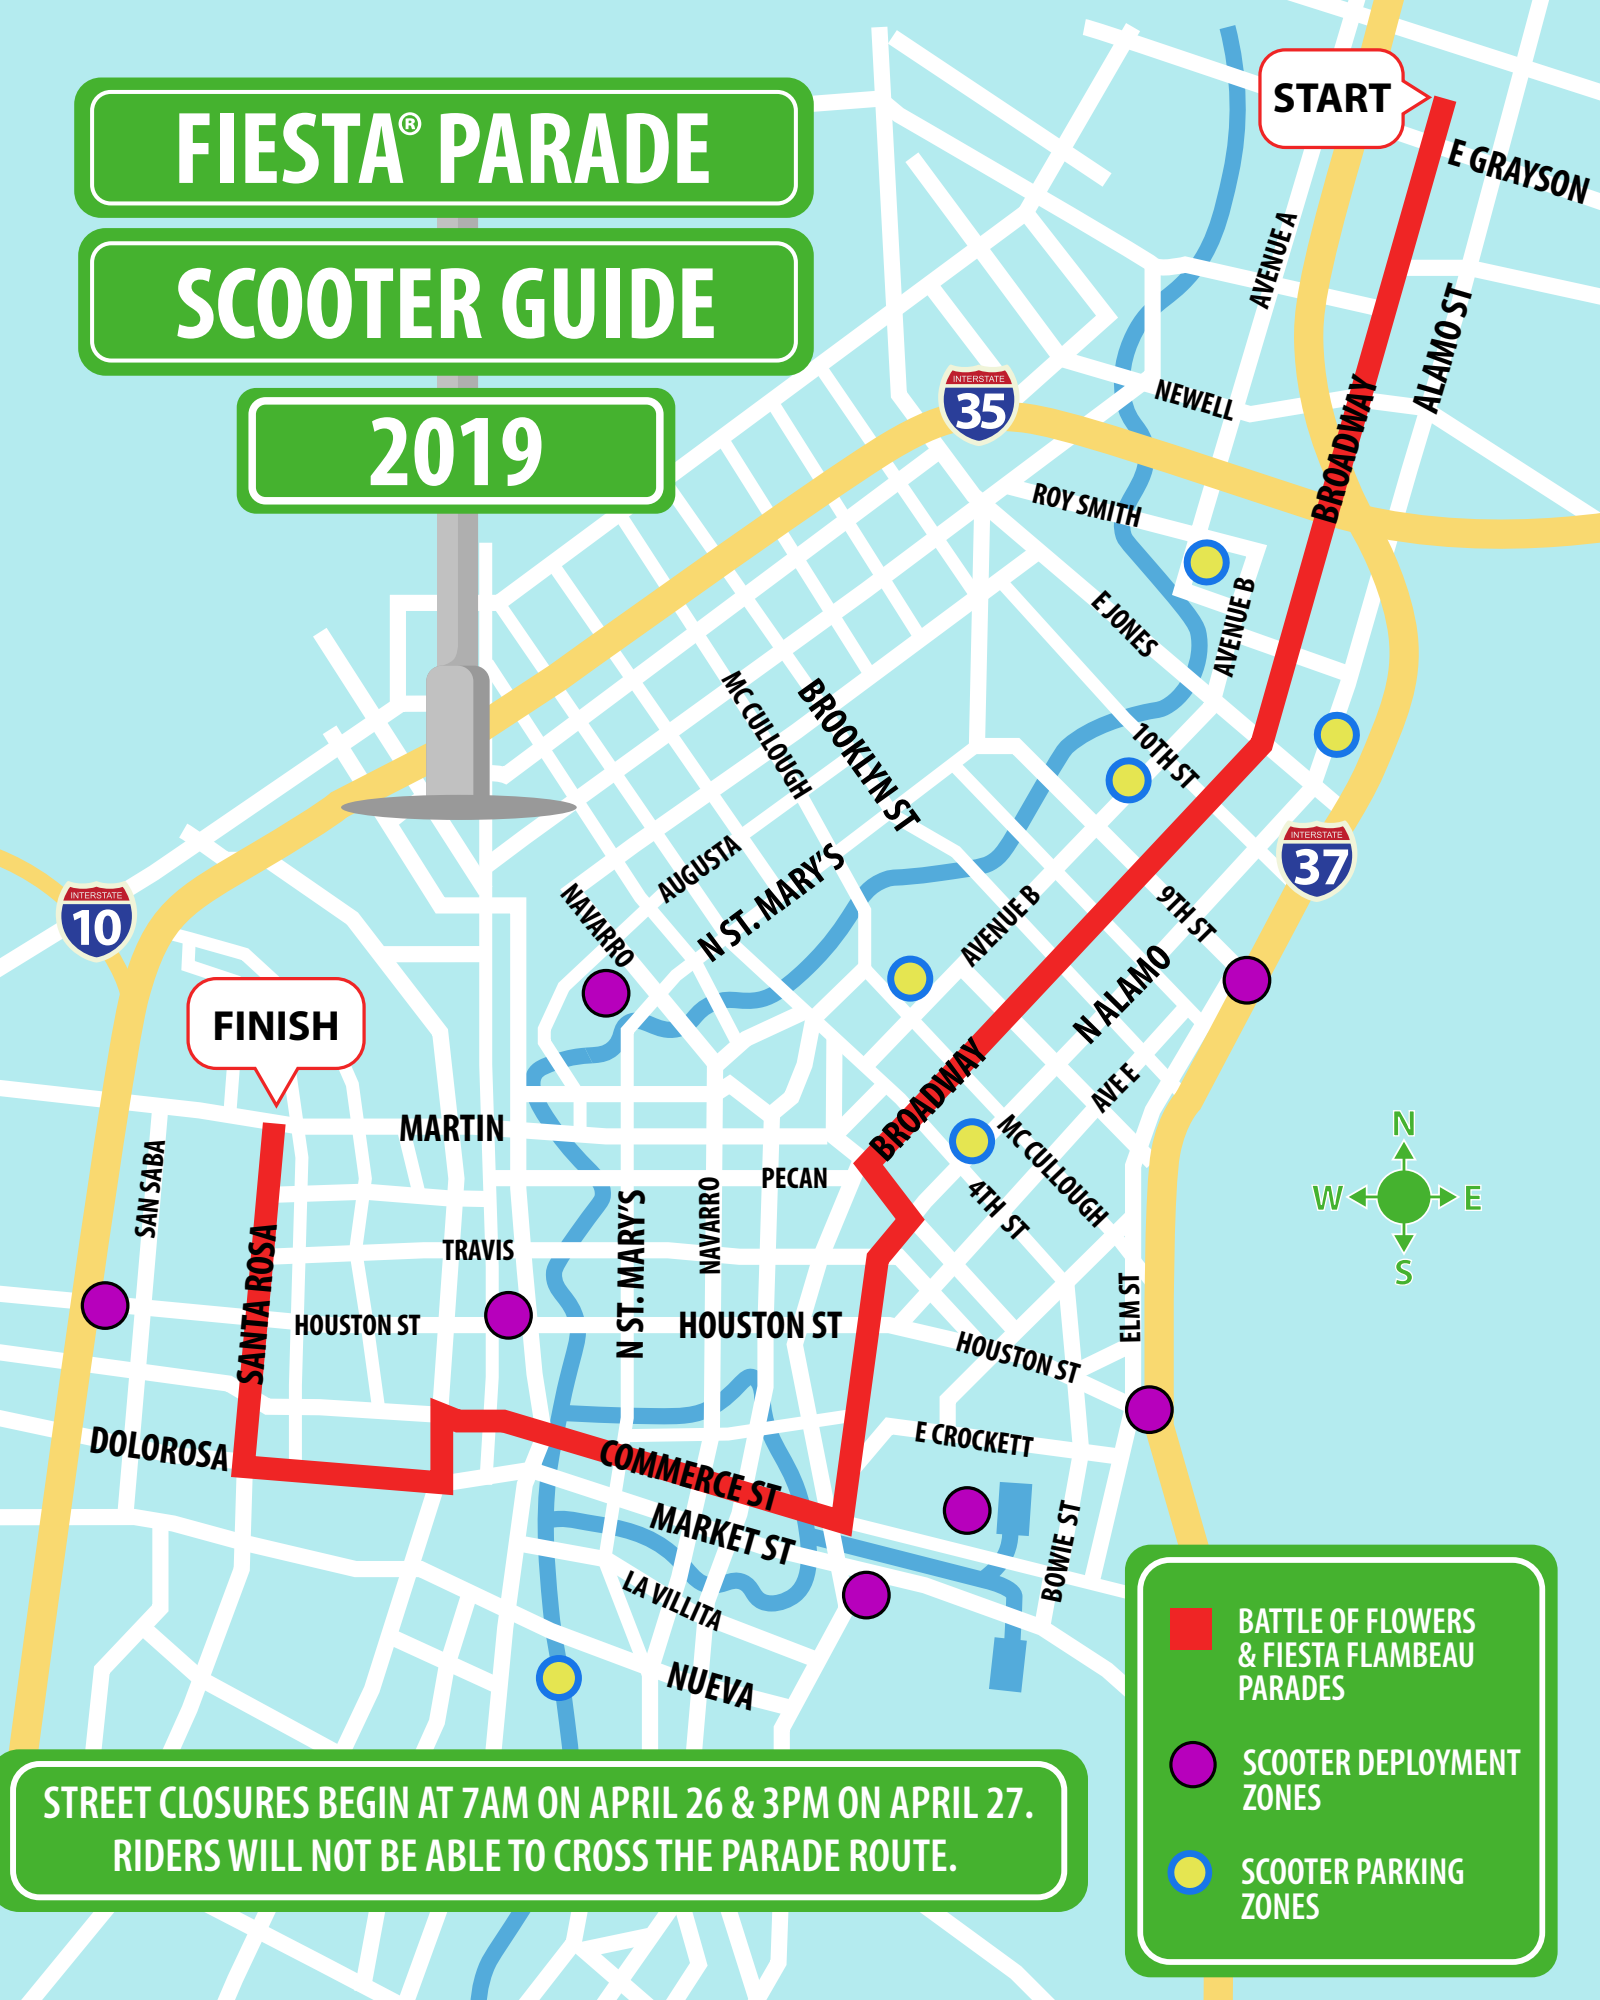 FIESTA® PARADE
SCOOTER GUIDE
2019
START
E GRAYSON
AVENUE A
ALAMO ST
BROADWAY
INTERSTATE
35
NEWELL
ROY SMITH
E JONES
AVENUE B
MC CULLOUGH
BROOKLYN ST
10TH ST
AUGUSTA
N ST. MARY'S
NAVARRO
INTERSTATE
37
INTERSTATE
10
AVENUE B
9TH ST
N ALAMO
FINISH
BROADWAY
AVE E
MARTIN
MC CULLOUGH
SAN SABA
PECAN
4TH ST
N
W E
S
SANTA ROSA
TRAVIS
N ST. MARY'S
NAVARRO
HOUSTON ST
HOUSTON ST
HOUSTON ST
ELM ST
DOLOROSA
COMMERCE ST
E CROCKETT
MARKET ST
BOWIE ST
LA VILLITA
NUEVA
BATTLE OF FLOWERS
& FIESTA FLAMBEAU
PARADES
SCOOTER DEPLOYMENT
ZONES
SCOOTER PARKING
ZONES
STREET CLOSURES BEGIN AT 7AM ON APRIL 26 & 3PM ON APRIL 27.
RIDERS WILL NOT BE ABLE TO CROSS THE PARADE ROUTE.